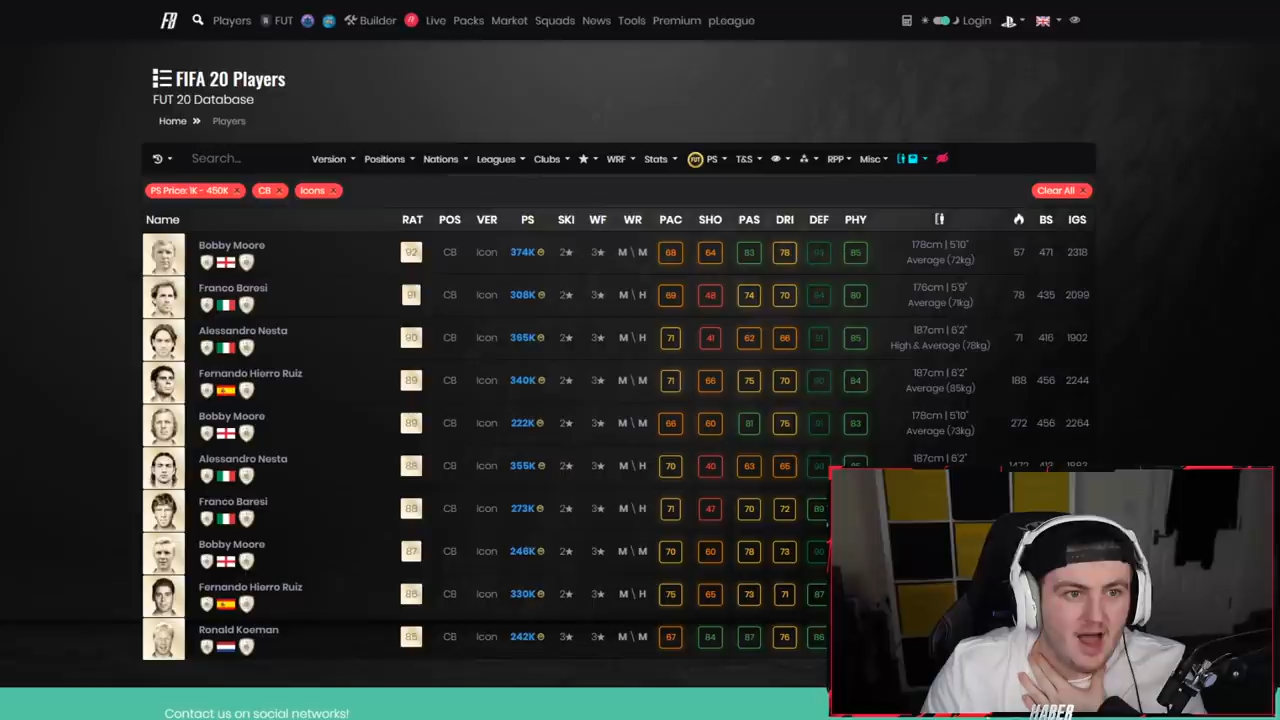 FB Players FUT Builder Live Packs Market Squads News Tools Premium pLeague Login
FIFA 20 Players
FUT 20 Database
Home » Players
Search... Version Positions Nations Leagues Clubs WRF Stats FUT PS T&S RPP Misc
PS Price: 1K - 450K × CB × Icons × Clear All ×
Name RAT POS VER PS SKI WF WR PAC SHO PAS DRI DEF PHY BS IGS
Bobby Moore 92 CB Icon 374K 2★ 3★ M \ M 68 64 83 78 85 178cm | 5'10" 57 471 2318
Average (72kg)
Franco Baresi 91 CB Icon 308K 2★ 3★ M \ H 69 48 74 70 94 80 176cm | 5'9" 78 435 2099
Average (71kg)
Alessandro Nesta 90 CB Icon 365K 2★ 3★ M \ H 71 41 62 66 91 85 187cm | 6'2" 71 416 1902
High & Average (78kg)
Fernando Hierro Ruiz 89 CB Icon 340K 2★ 3★ M \ M 71 66 75 70 90 84 187cm | 6'2" 188 456 2244
Average (85kg)
Bobby Moore 89 CB Icon 222K 2★ 3★ M \ M 66 60 81 75 91 83 178cm | 5'10" 272 456 2264
Average (73kg)
Alessandro Nesta 88 CB Icon 355K 2★ 3★ M \ H 70 40 63 65 90 187cm | 6'2"
Franco Baresi 88 CB Icon 273K 2★ 3★ M \ H 71 47 70 72 89
Bobby Moore 87 CB Icon 246K 2★ 3★ M \ M 70 60 78 73 90
Fernando Hierro Ruiz 86 CB Icon 330K 2★ 3★ M \ H 75 65 73 71 87
Ronald Koeman 85 CB Icon 242K 3★ 3★ M \ M 67 84 87 76 86
Contact us on social networks!
HABER